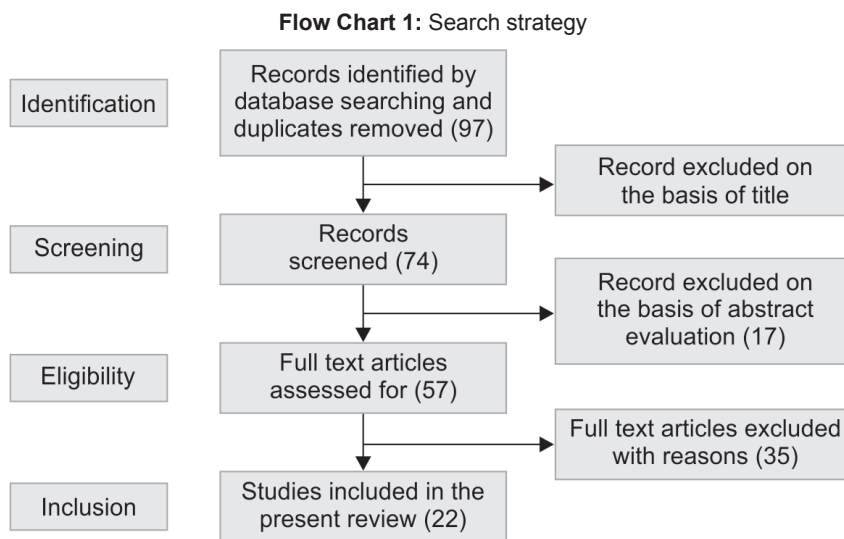 Flow Chart 1: Search strategy
Identification
Records identified by
database searching and
duplicates removed (97)
Record excluded on
the basis of title
Screening
Records
screened (74)
Record excluded on
the basis of abstract
evaluation (17)
Eligibility
Full text articles
assessed for (57)
Full text articles excluded
with reasons (35)
Inclusion
Studies included in the
present review (22)